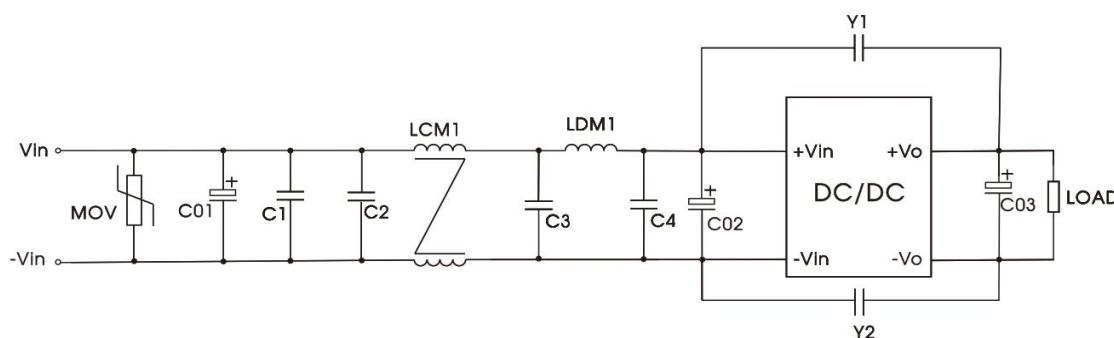 Y1
LCM1
LDM1
Vin
+Vin
+Vo
MOV
+
C01
C1
C2
C3
C4
+
C02
DC/DC
+
C03
LOAD
-Vin
-Vin
-Vo
Y2